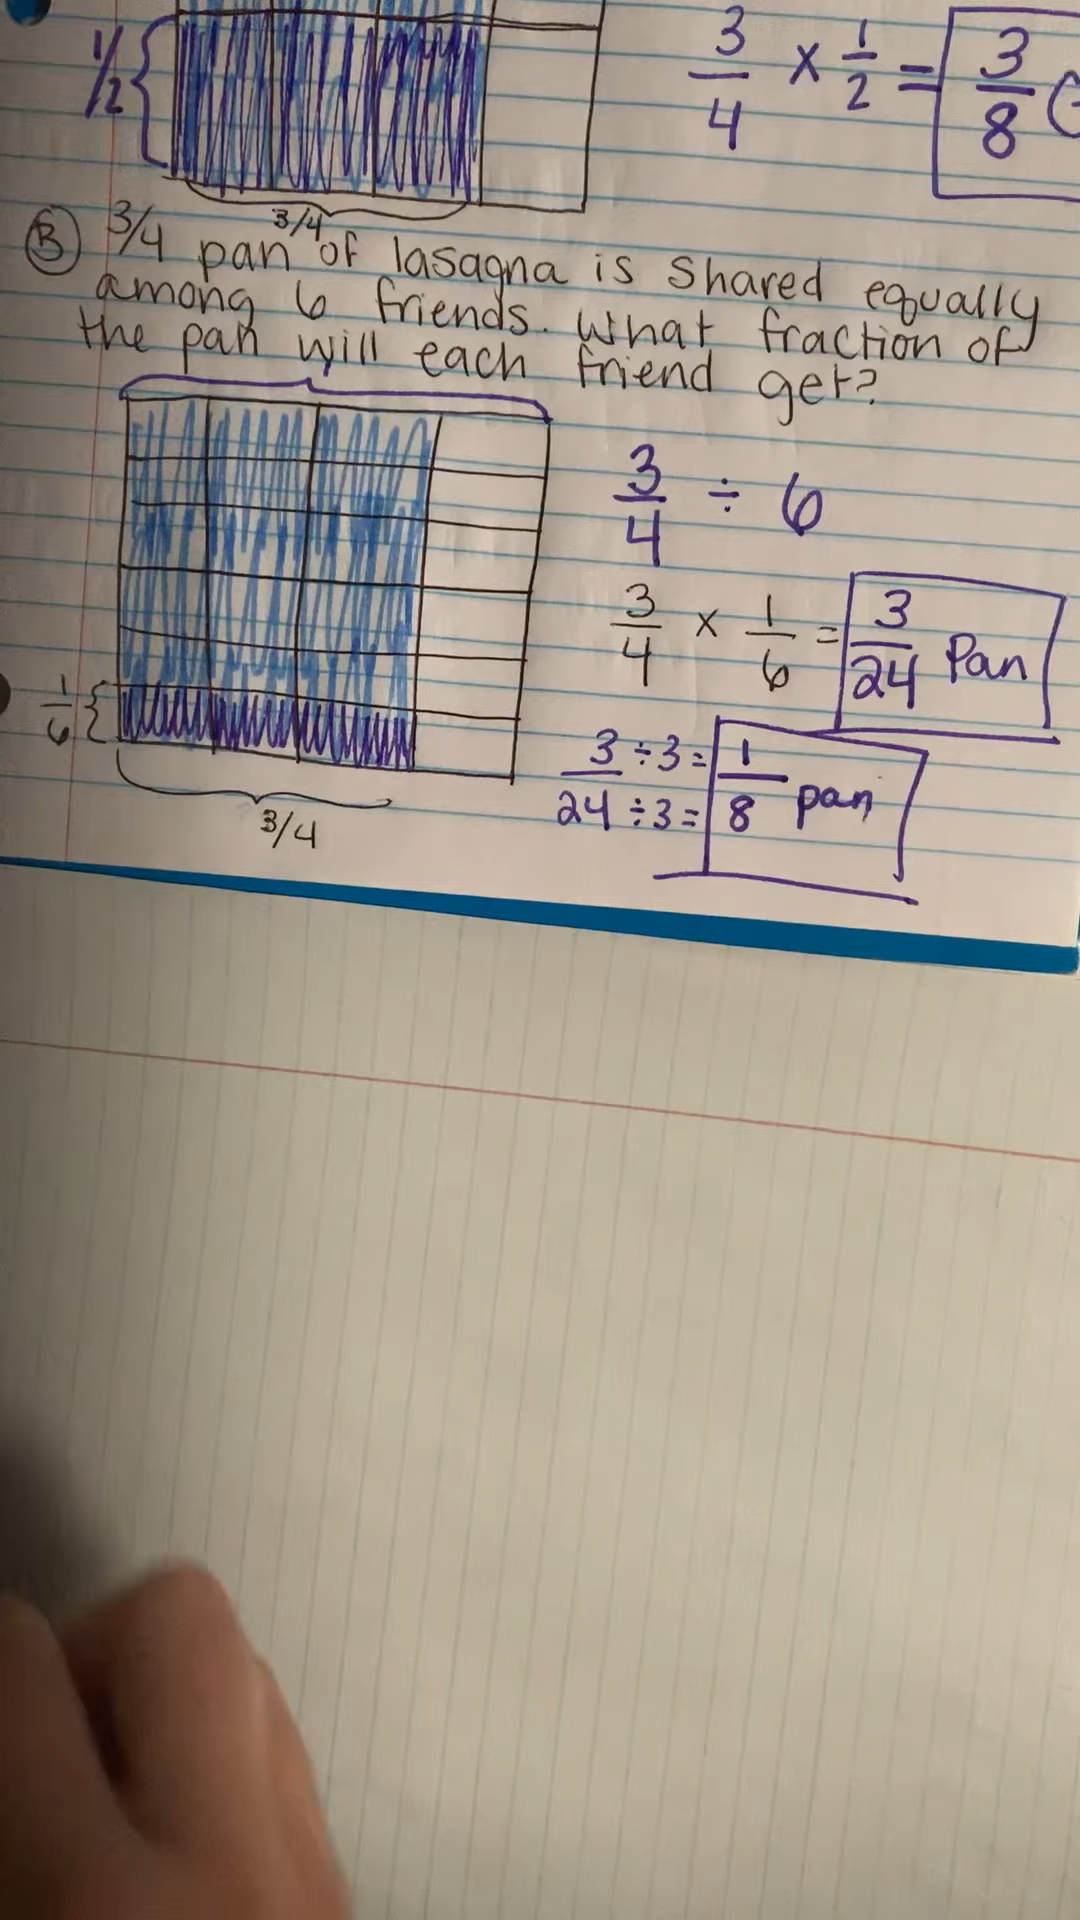 1/2
3/4 × 1/2 = 3/8
3/4
B 3/4 pan of lasagna is shared equally
among 6 friends. What fraction of
the pan will each friend get?
3/4 ÷ 6
3/4 × 1/6 = 3/24 Pan
1/6
3 ÷ 3 = 1
24 ÷ 3 = 8 pan
3/4